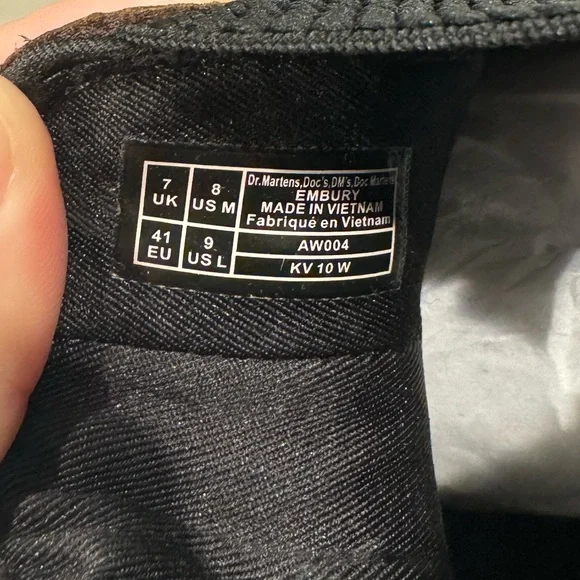 7 UK
8 US M
41 EU
9 US L
Dr.Martens,Doc's,DM's,Doc Martens
EMBURY
MADE IN VIETNAM
Fabriqué en Vietnam
AW004
KV 10 W